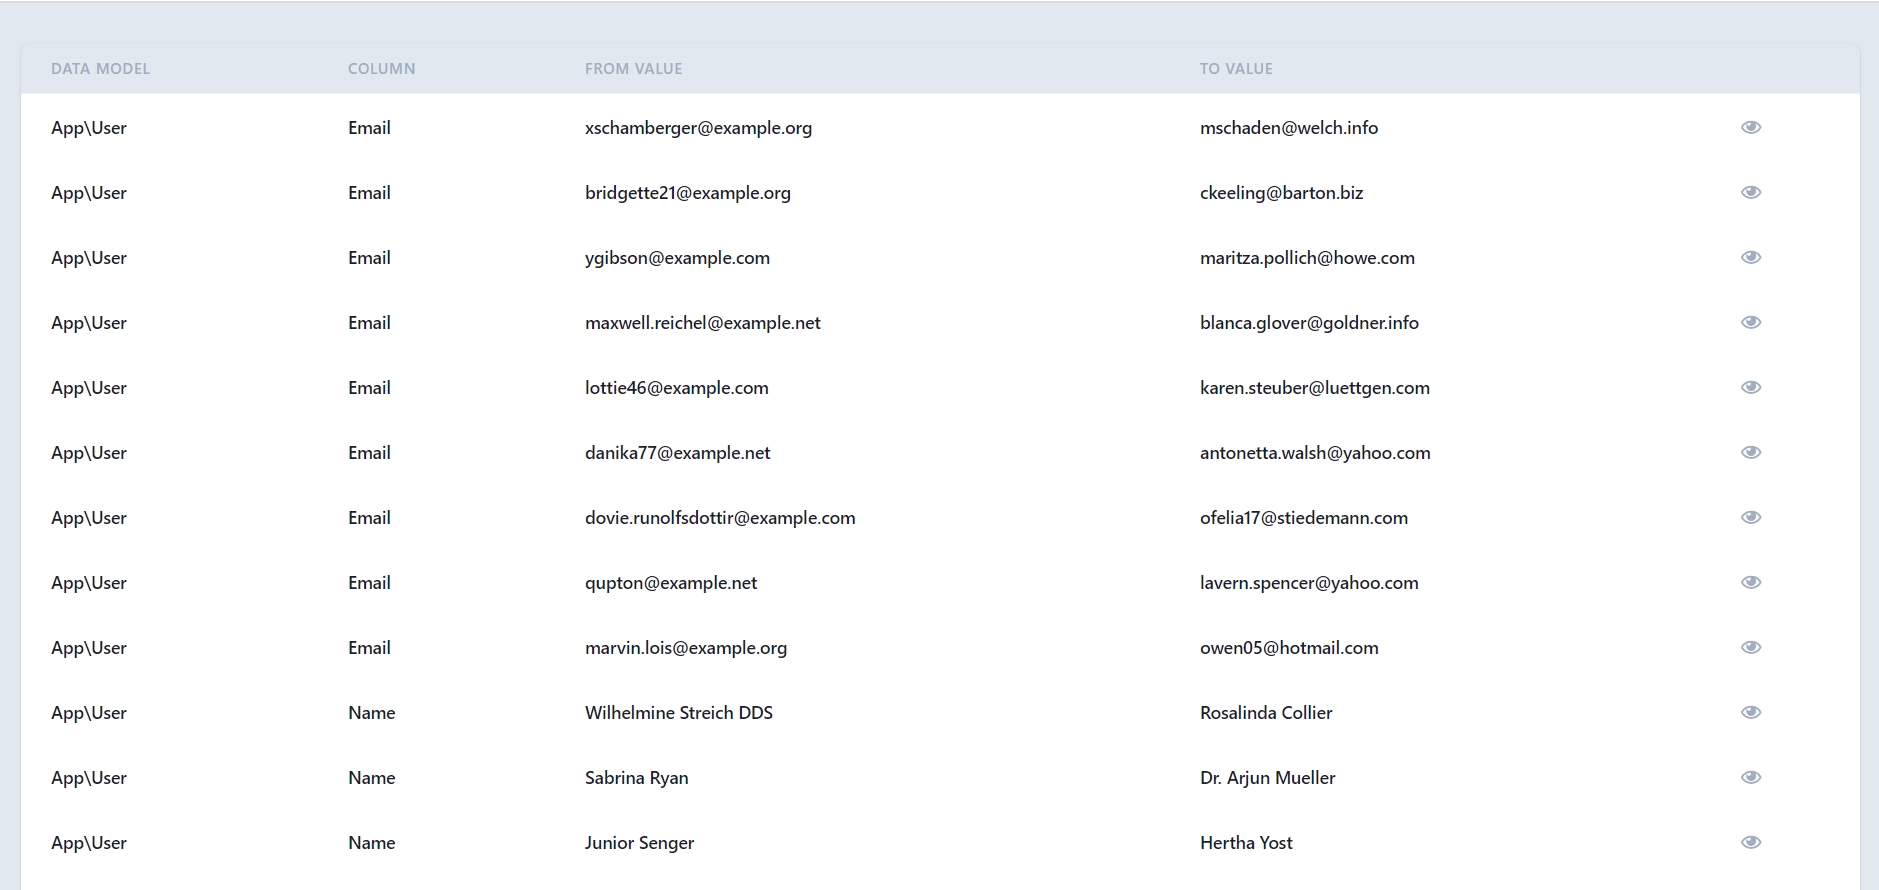 DATA MODEL COLUMN FROM VALUE TO VALUE
App\User Email xschamberger@example.org mschaden@welch.info
App\User Email bridgette21@example.org ckeeling@barton.biz
App\User Email ygibson@example.com maritza.pollich@howe.com
App\User Email maxwell.reichel@example.net blanca.glover@goldner.info
App\User Email lottie46@example.com karen.steuber@luettgen.com
App\User Email danika77@example.net antonetta.walsh@yahoo.com
App\User Email dovie.runolfsdottir@example.com ofelia17@stiedemann.com
App\User Email qupton@example.net lavern.spencer@yahoo.com
App\User Email marvin.lois@example.org owen05@hotmail.com
App\User Name Wilhelmine Streich DDS Rosalinda Collier
App\User Name Sabrina Ryan Dr. Arjun Mueller
App\User Name Junior Senger Hertha Yost